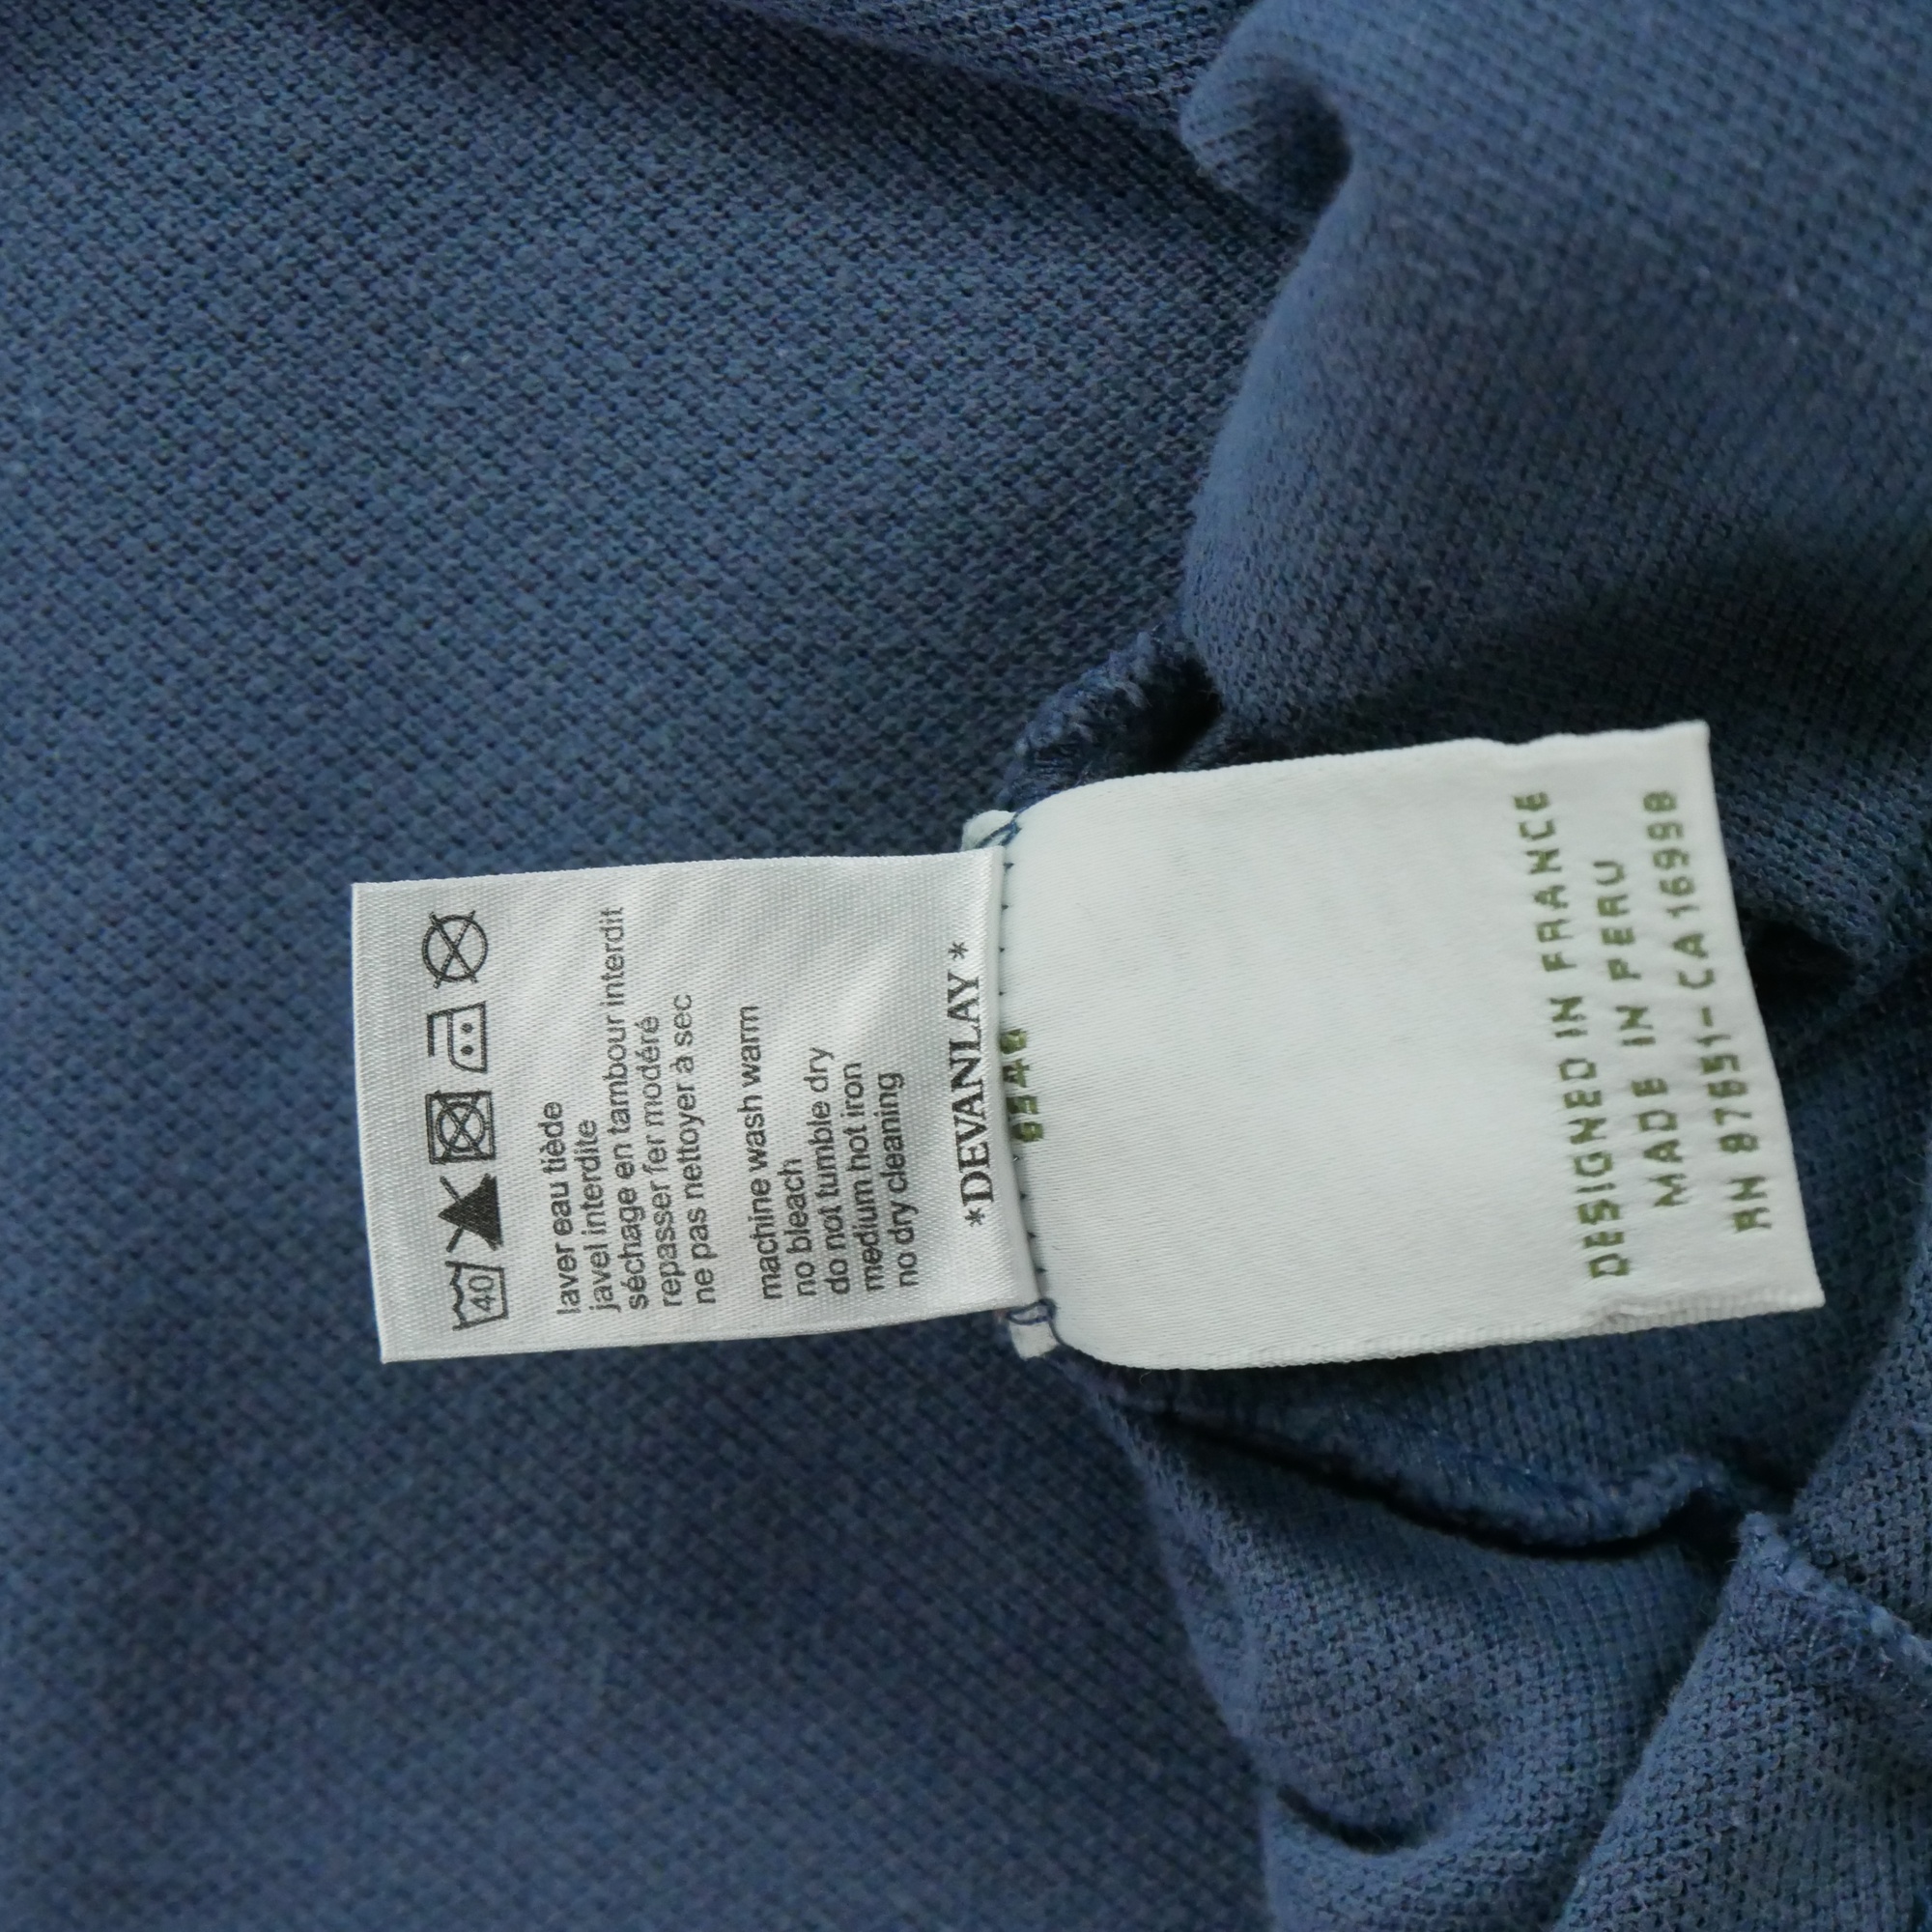 40
laver eau tiède
javel interdite
séchage en tambour interdit
repasser fer modéré
ne pas nettoyer à sec
machine wash warm
no bleach
do not tumble dry
medium hot iron
no dry cleaning
*DEVANLAY*
DESIGNED IN FRANCE
MADE IN PERU
RN 87651-CA 16998